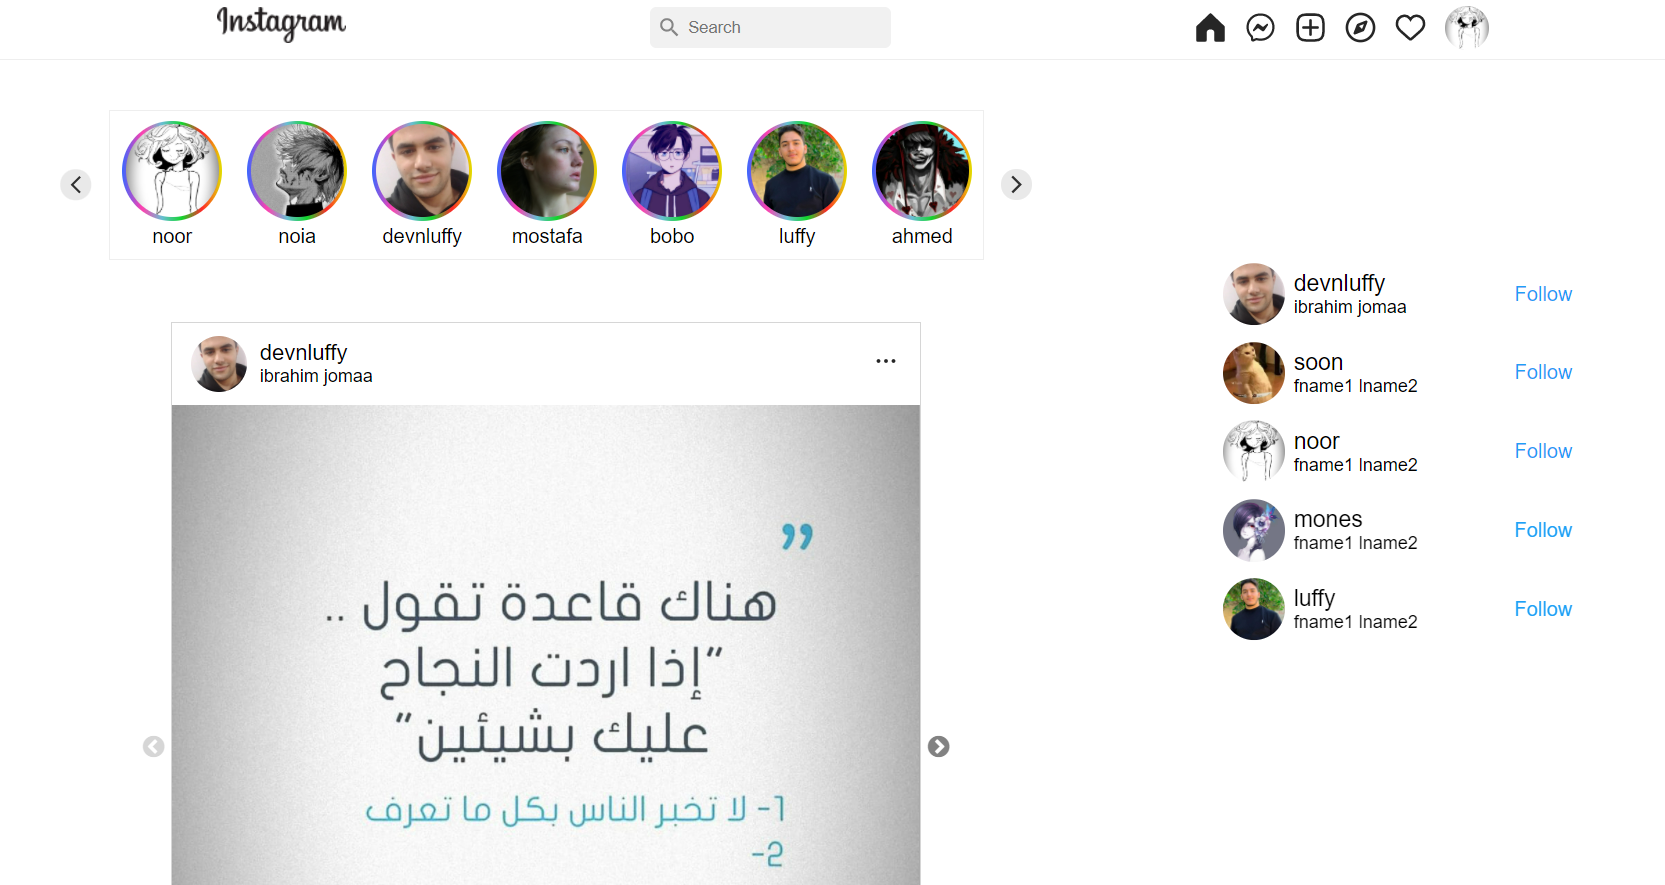 Instagram
Search
noor
noia
devnluffy
mostafa
bobo
luffy
ahmed
devnluffy
ibrahim jomaa
...
”
هناك قاعدة تقول ..
”إذا اردت النجاح
عليك بشيئين”
1- لا تخبر الناس بكل ما تعرف
2-
devnluffy
ibrahim jomaa
Follow
soon
fname1 lname2
Follow
noor
fname1 lname2
Follow
mones
fname1 lname2
Follow
luffy
fname1 lname2
Follow